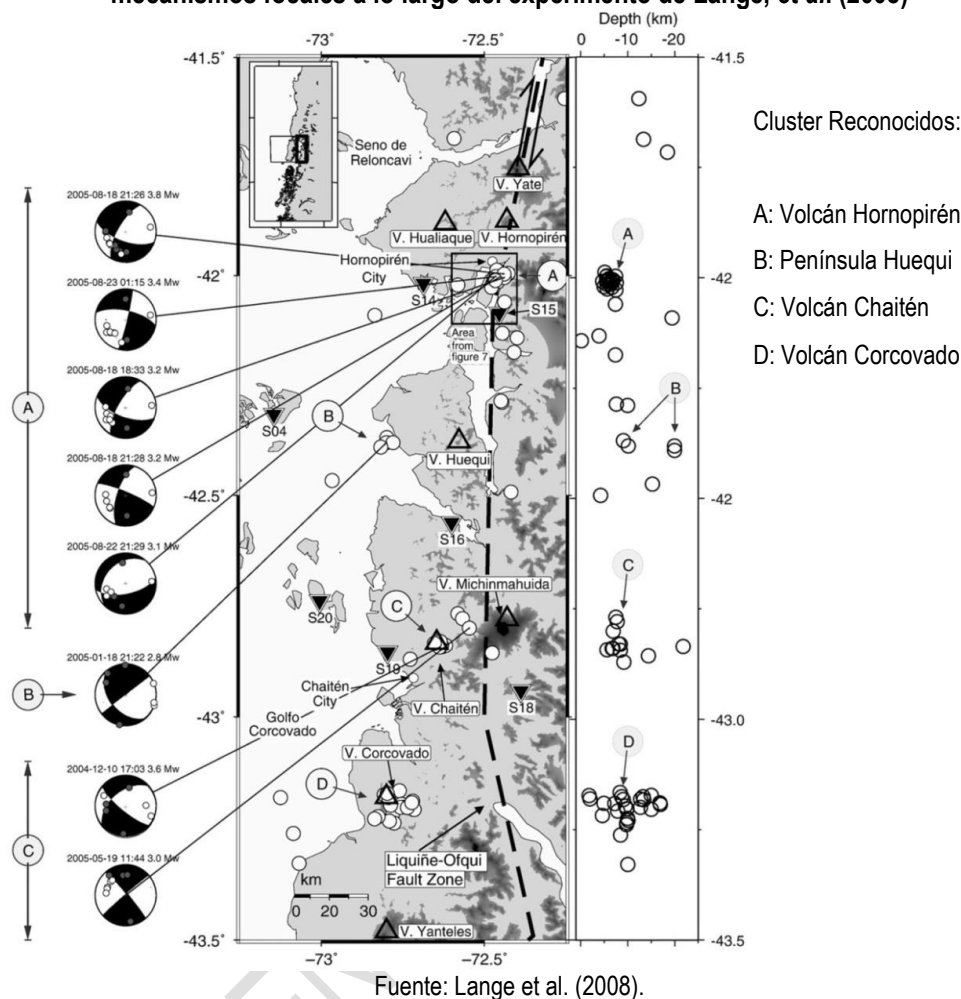 mecanismos focales a lo largo del experimento de Lange, et al. (2008)
Depth (km)
-73°
-72.5°
0
-10
-20
-41.5°
-41.5
Seno de
Reloncavi
V. Yate
V. Hualiaque
V. Hornopirén
Hornopirén
City
A
S14
S15
Area
from
figure 7
-42°
-42
B
S04
V. Huequi
-42.5°
-42
S16
V. Michinmahuida
S20
C
S19
Chaitén
City
V. Chaitén
S18
Golfo
Corcovado
-43°
-43.0
V. Corcovado
D
Liquiñe-Ofqui
Fault Zone
km
0 20 30
V. Yanteles
-43.5°
-43.5
-73°
-72.5°
A
B
C
D
2005-08-18 21:26 3.8 Mw
2005-08-23 01:15 3.4 Mw
2005-08-18 18:33 3.2 Mw
2005-08-18 21:28 3.2 Mw
2005-08-22 21:29 3.1 Mw
2005-01-18 21:22 2.8 Mw
2004-12-10 17:03 3.6 Mw
2005-05-19 11:44 3.0 Mw
A
B
C
Cluster Reconocidos:
A: Volcán Hornopirén
B: Península Huequi
C: Volcán Chaitén
D: Volcán Corcovado
Fuente: Lange et al. (2008).